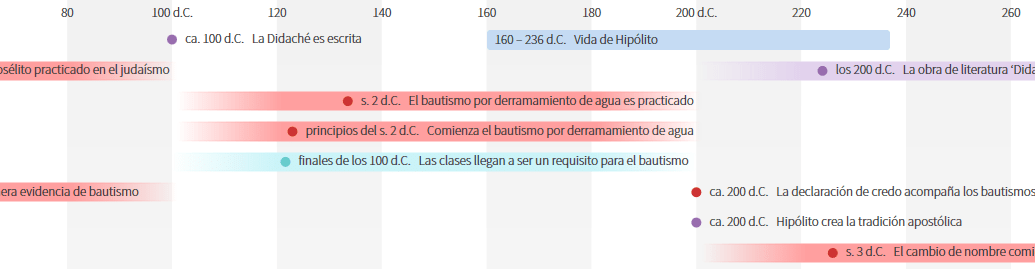 80 100 d.C. 120 140 160 180 200 d.C. 220 240 260
ca. 100 d.C. La Didaché es escrita 160 – 236 d.C. Vida de Hipólito
osélito practicado en el judaísmo los 200 d.C. La obra de literatura ‘Dida
s. 2 d.C. El bautismo por derramamiento de agua es practicado
principios del s. 2 d.C. Comienza el bautismo por derramamiento de agua
finales de los 100 d.C. Las clases llegan a ser un requisito para el bautismo
era evidencia de bautismo ca. 200 d.C. La declaración de credo acompaña los bautismos
ca. 200 d.C. Hipólito crea la tradición apostólica
s. 3 d.C. El cambio de nombre comi